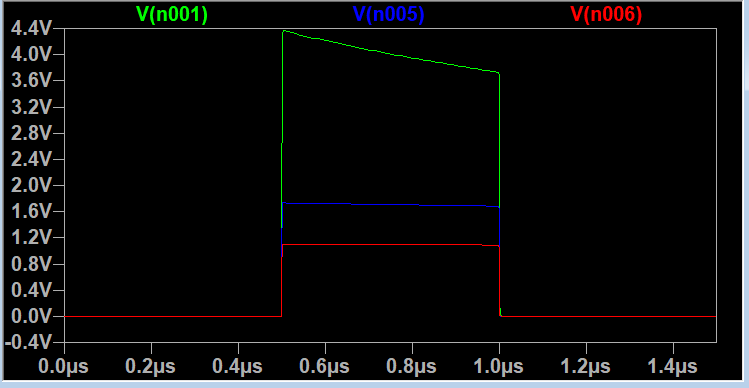 V(n001) V(n005) V(n006)
4.4V
4.0V
3.6V
3.2V
2.8V
2.4V
2.0V
1.6V
1.2V
0.8V
0.4V
0.0V
-0.4V
0.0µs 0.2µs 0.4µs 0.6µs 0.8µs 1.0µs 1.2µs 1.4µs